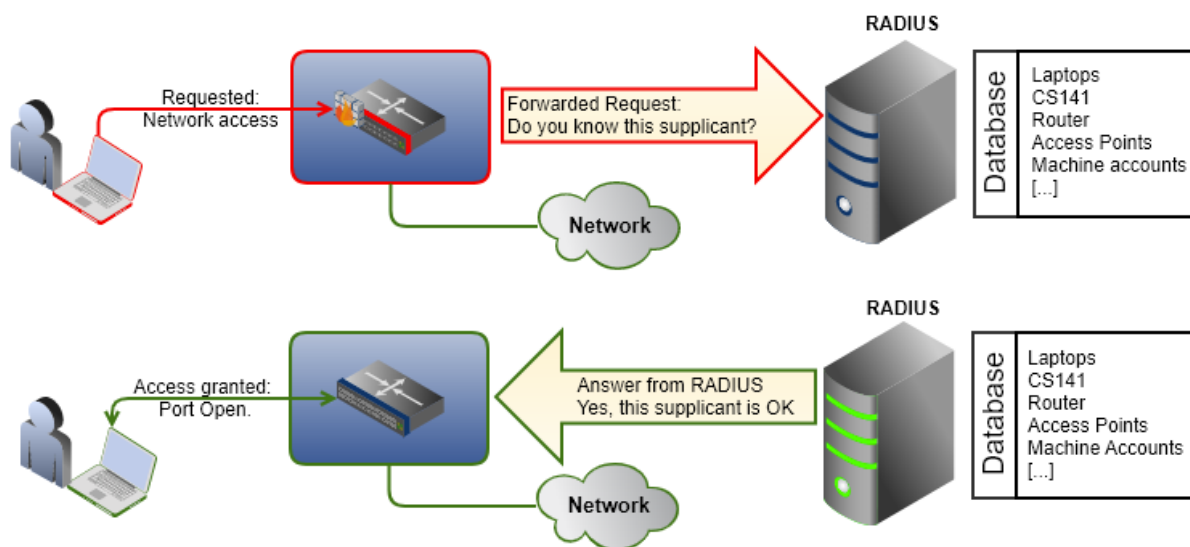 RADIUS
Requested:
Network access
Forwarded Request:
Do you know this supplicant?
Network
Database
Laptops
CS141
Router
Access Points
Machine accounts
[...]
RADIUS
Access granted:
Port Open.
Answer from RADIUS
Yes, this supplicant is OK
Network
Database
Laptops
CS141
Router
Access Points
Machine Accounts
[...]